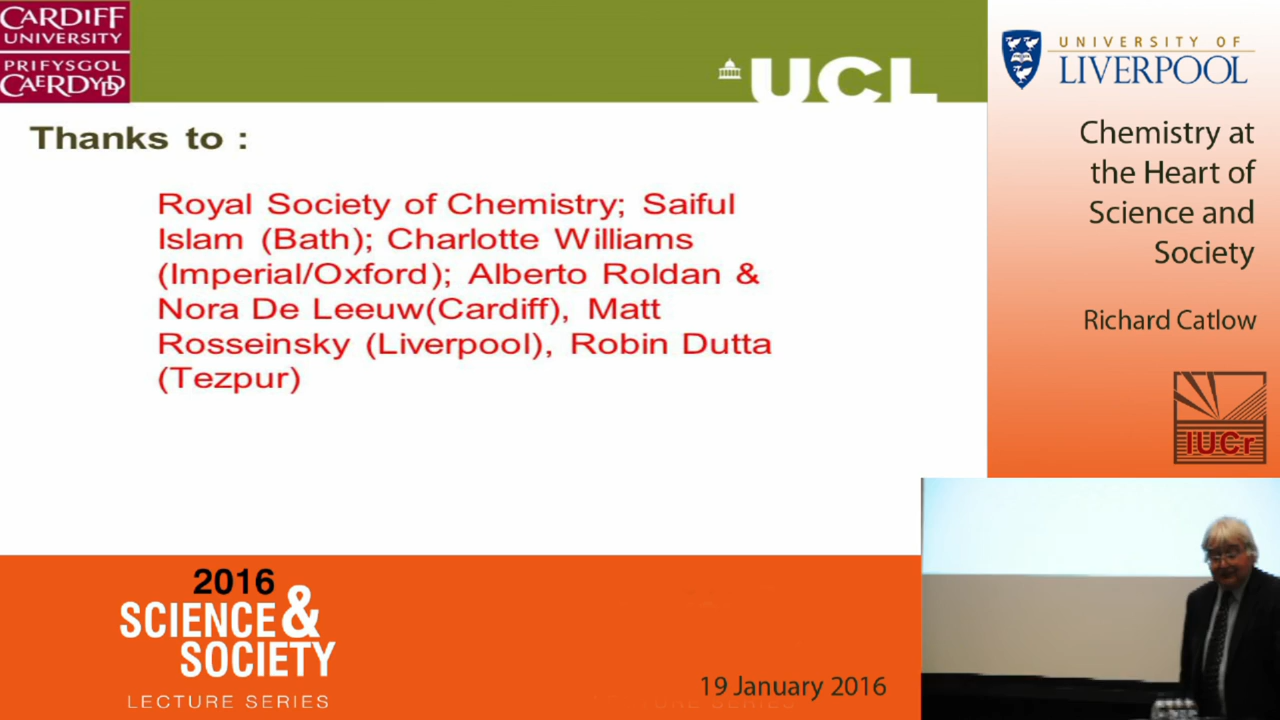 CARDIFF
UNIVERSITY
PRIFYSGOL
CAERDYDD
UCL
Thanks to :
Royal Society of Chemistry; Saiful
Islam (Bath); Charlotte Williams
(Imperial/Oxford); Alberto Roldan &
Nora De Leeuw(Cardiff), Matt
Rosseinsky (Liverpool), Robin Dutta
(Tezpur)
UNIVERSITY OF
LIVERPOOL
Chemistry at
the Heart of
Science and
Society
Richard Catlow
IUCr
2016
SCIENCE &
SOCIETY
LECTURE SERIES
19 January 2016